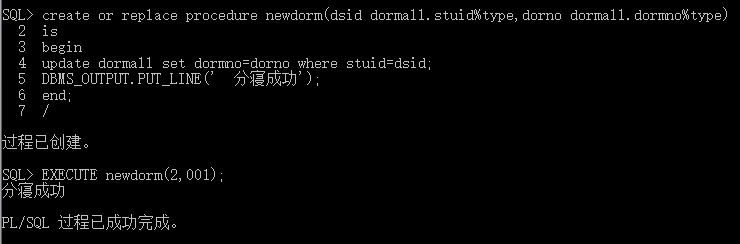 SQL> create or replace procedure newdorm(dsid dormall.stuid%type,dorno dormall.dormno%type)
2 is
3 begin
4 update dormall set dormno=dorno where stuid=dsid;
5 DBMS_OUTPUT.PUT_LINE('  分寝成功');
6 end;
7 /
过程已创建。
SQL> EXECUTE newdorm(2,001);
分寝成功
PL/SQL 过程已成功完成。